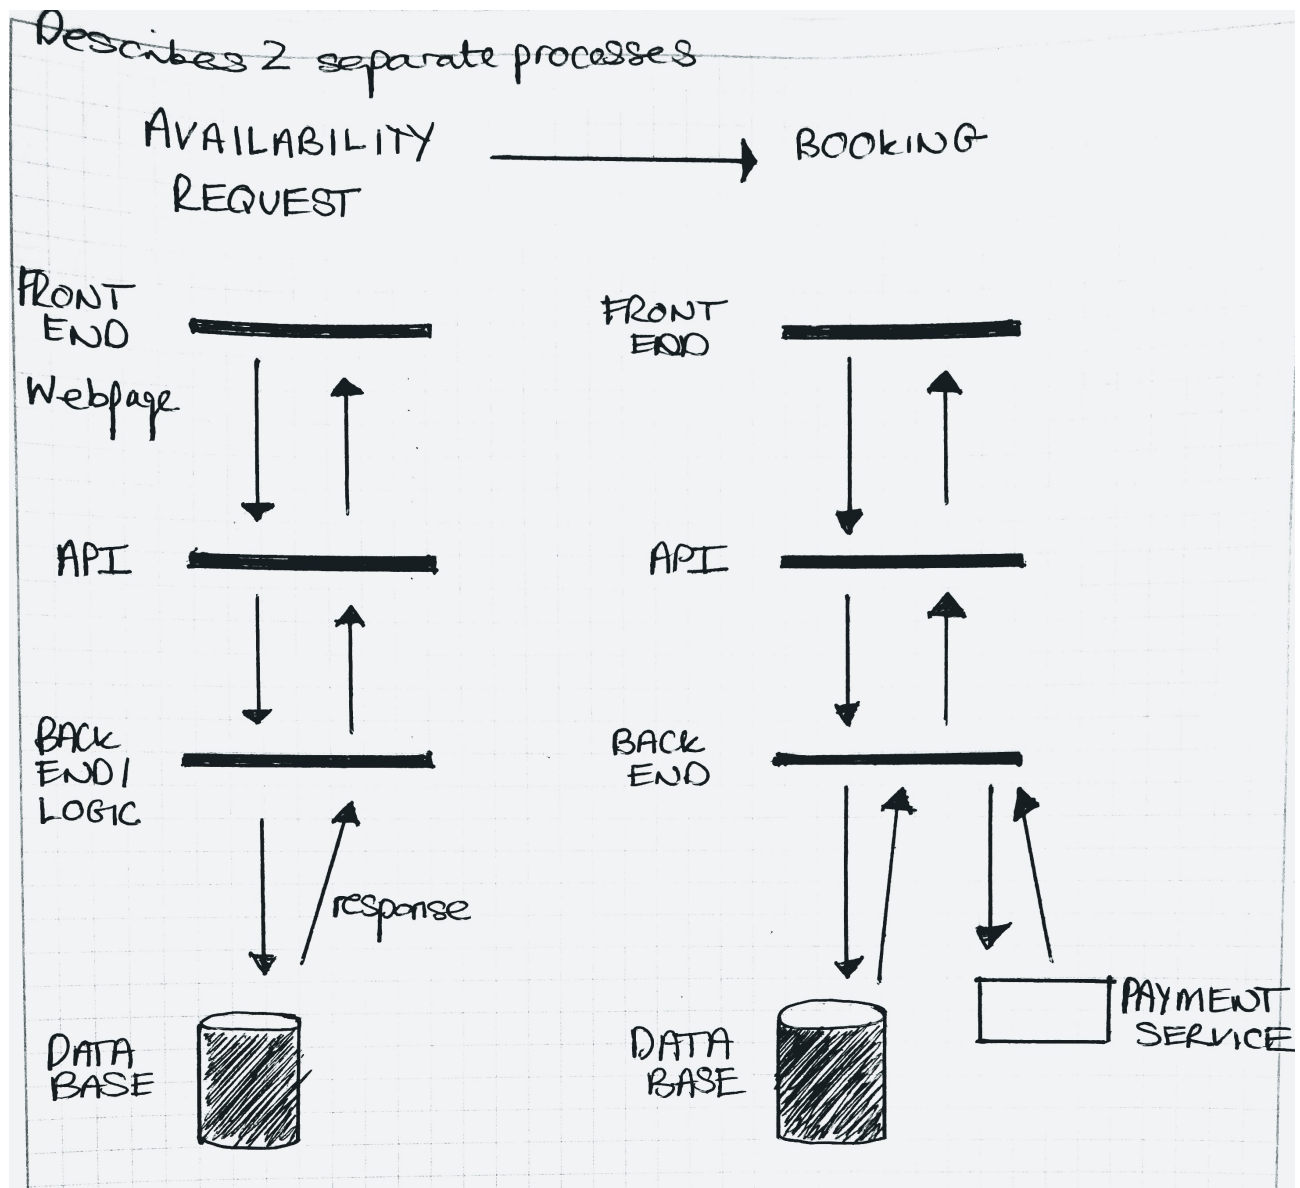 Describes 2 separate processes
AVAILABILITY
REQUEST
BOOKING
FRONT
END
Webpage
API
BACK
END/
LOGIC
response
DATA
BASE
FRONT
END
API
BACK
END
DATA
BASE
PAYMENT
SERVICE